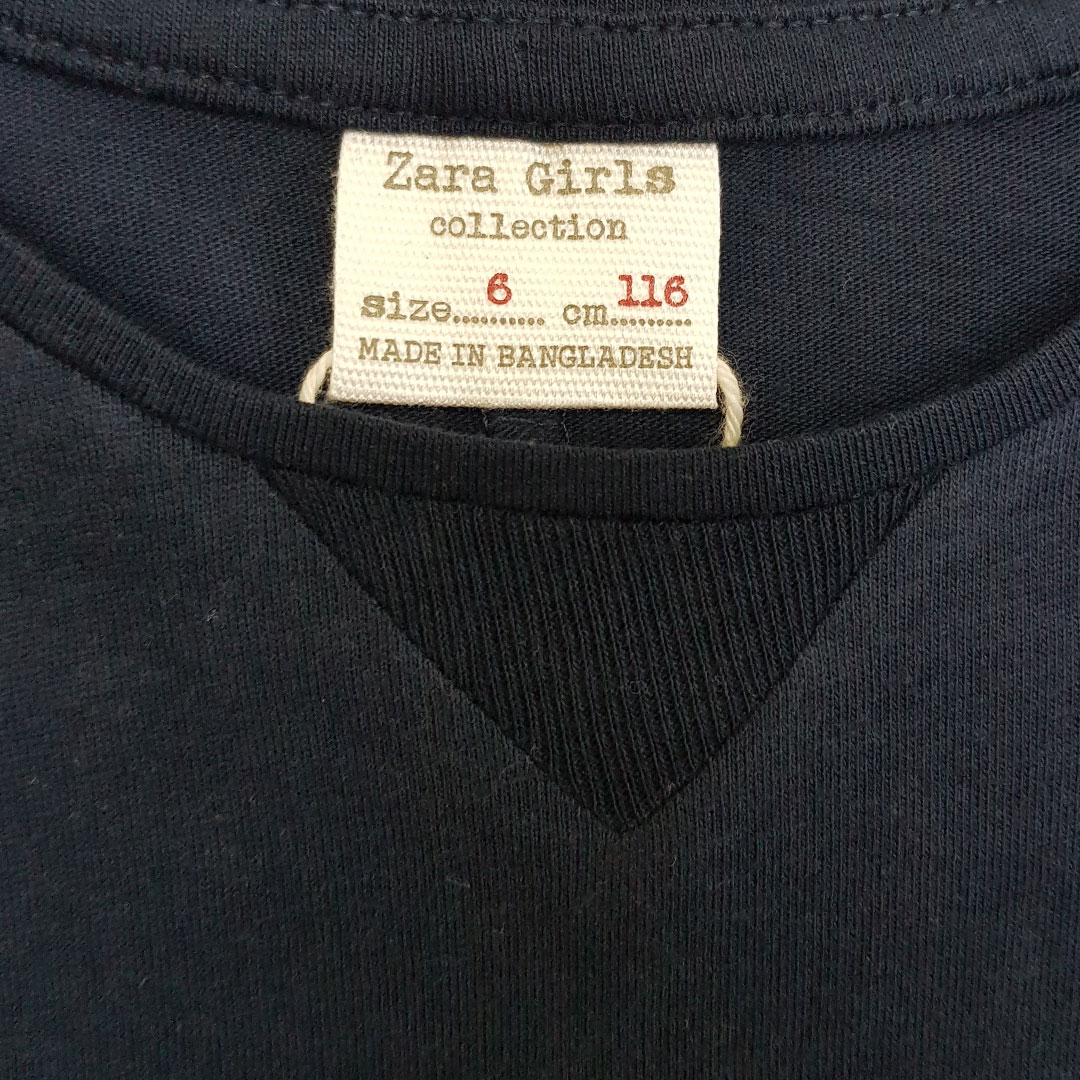 Zara Girls
collection
size..6.. cm..116..
MADE IN BANGLADESH